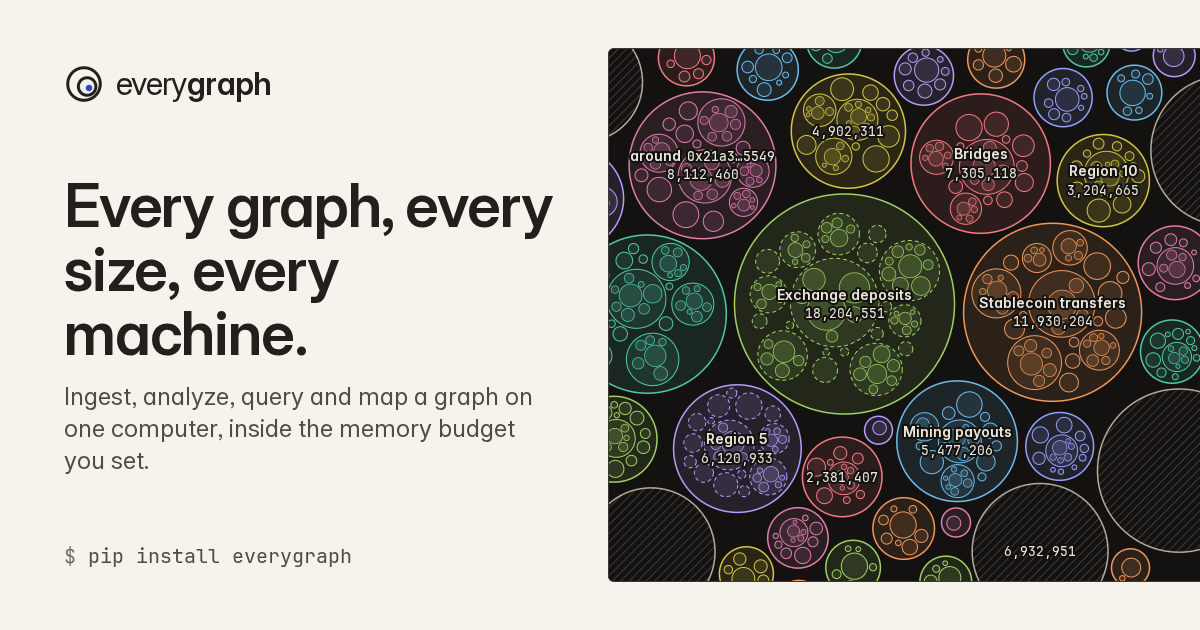 everygraph
Every graph, every
size, every
machine.
Ingest, analyze, query and map a graph on
one computer, inside the memory budget
you set.
$ pip install everygraph
4,902,311
around 0x21a3…5549
8,112,460
Bridges
7,305,118
Region 10
3,204,665
Exchange deposits
18,204,551
Stablecoin transfers
11,930,204
Region 5
6,120,933
Mining payouts
5,477,206
2,381,407
6,932,951